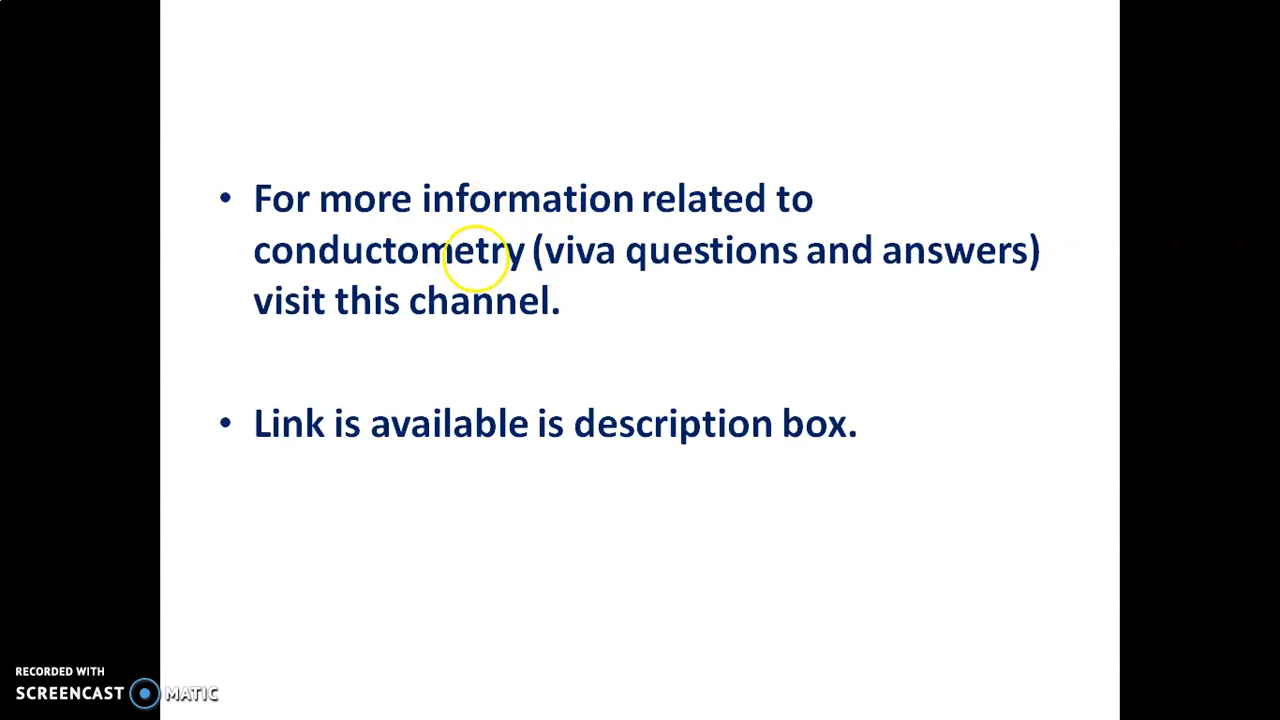 • For more information related to
conductometry (viva questions and answers)
visit this channel.
• Link is available is description box.
RECORDED WITH
SCREENCAST MATIC